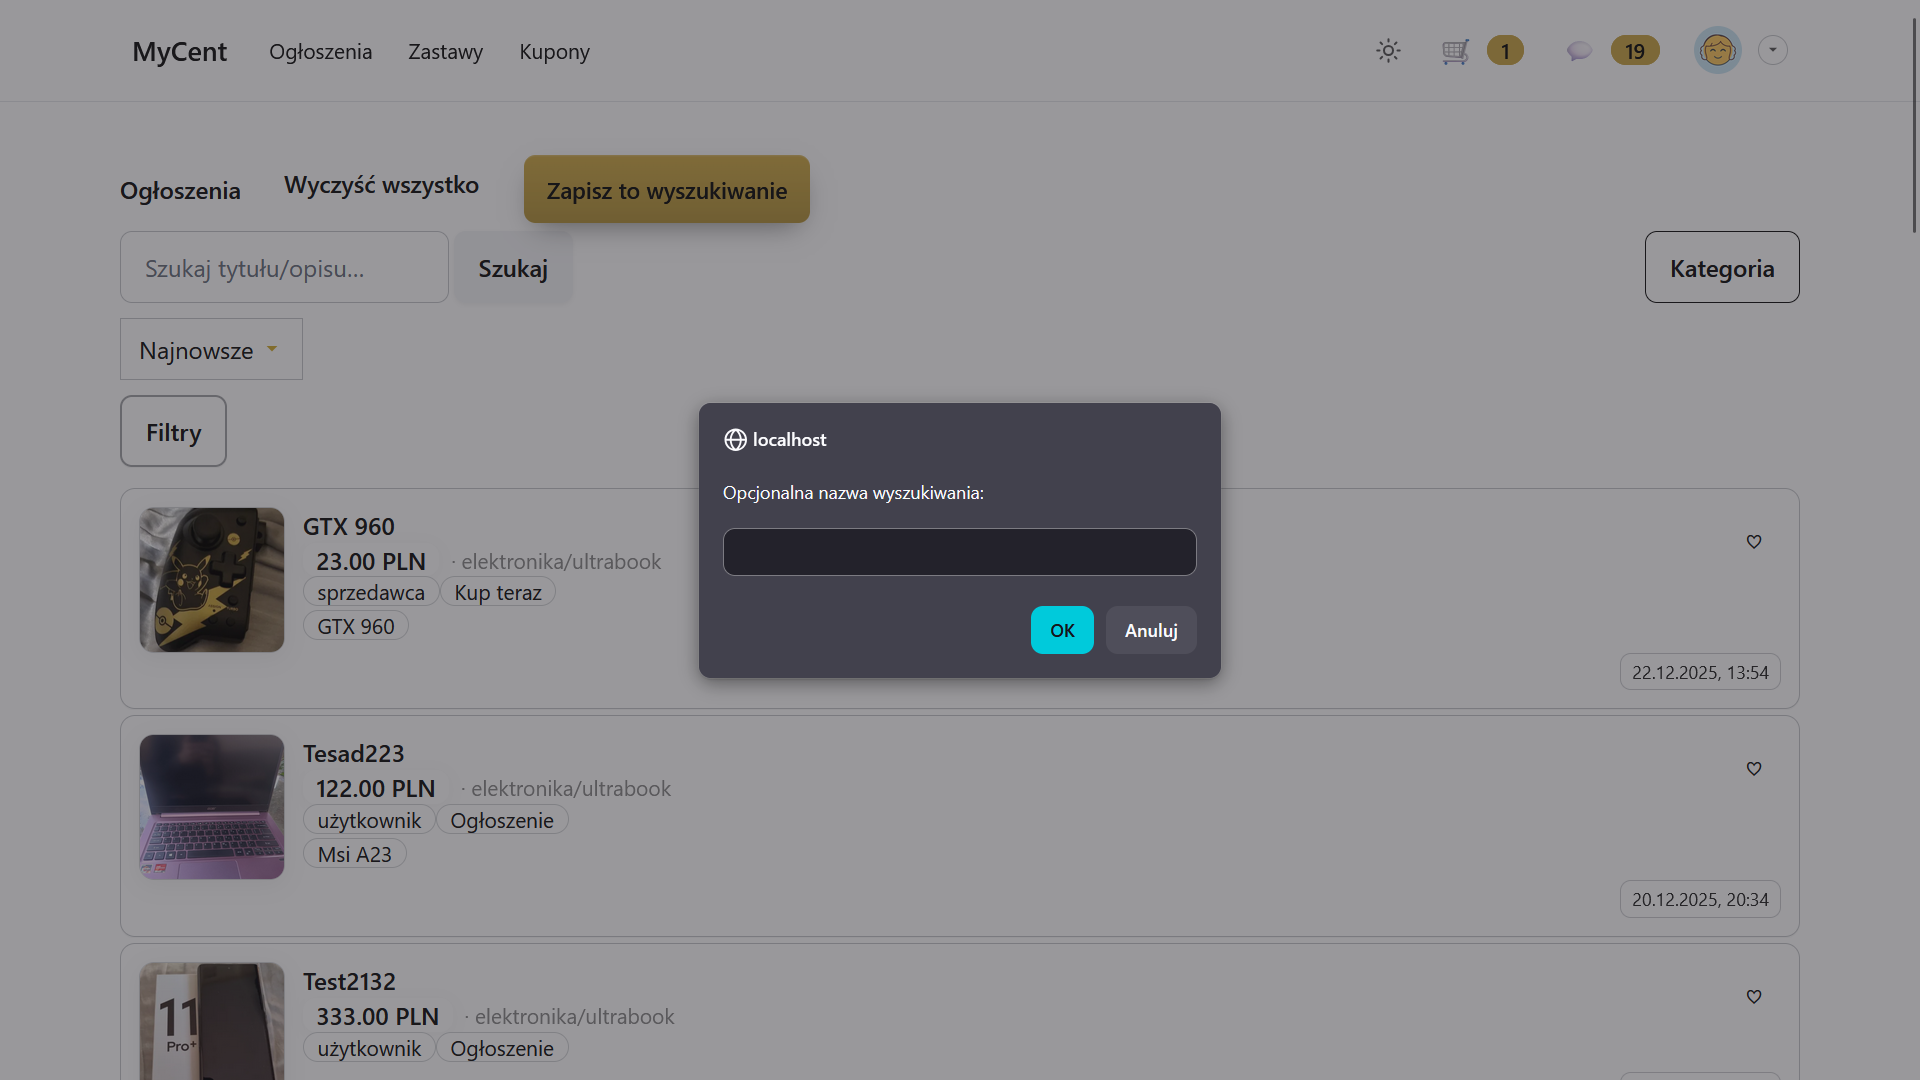 MyCent Ogłoszenia Zastawy Kupony 1 19
Ogłoszenia Wyczyść wszystko Zapisz to wyszukiwanie
Szukaj tytułu/opisu... Szukaj Kategoria
Najnowsze
Filtry
localhost
Opcjonalna nazwa wyszukiwania:
OK Anuluj
GTX 960
23.00 PLN · elektronika/ultrabook
sprzedawca Kup teraz
GTX 960
22.12.2025, 13:54
Tesad223
122.00 PLN · elektronika/ultrabook
użytkownik Ogłoszenie
Msi A23
20.12.2025, 20:34
Test2132
333.00 PLN · elektronika/ultrabook
użytkownik Ogłoszenie
11
Pro+